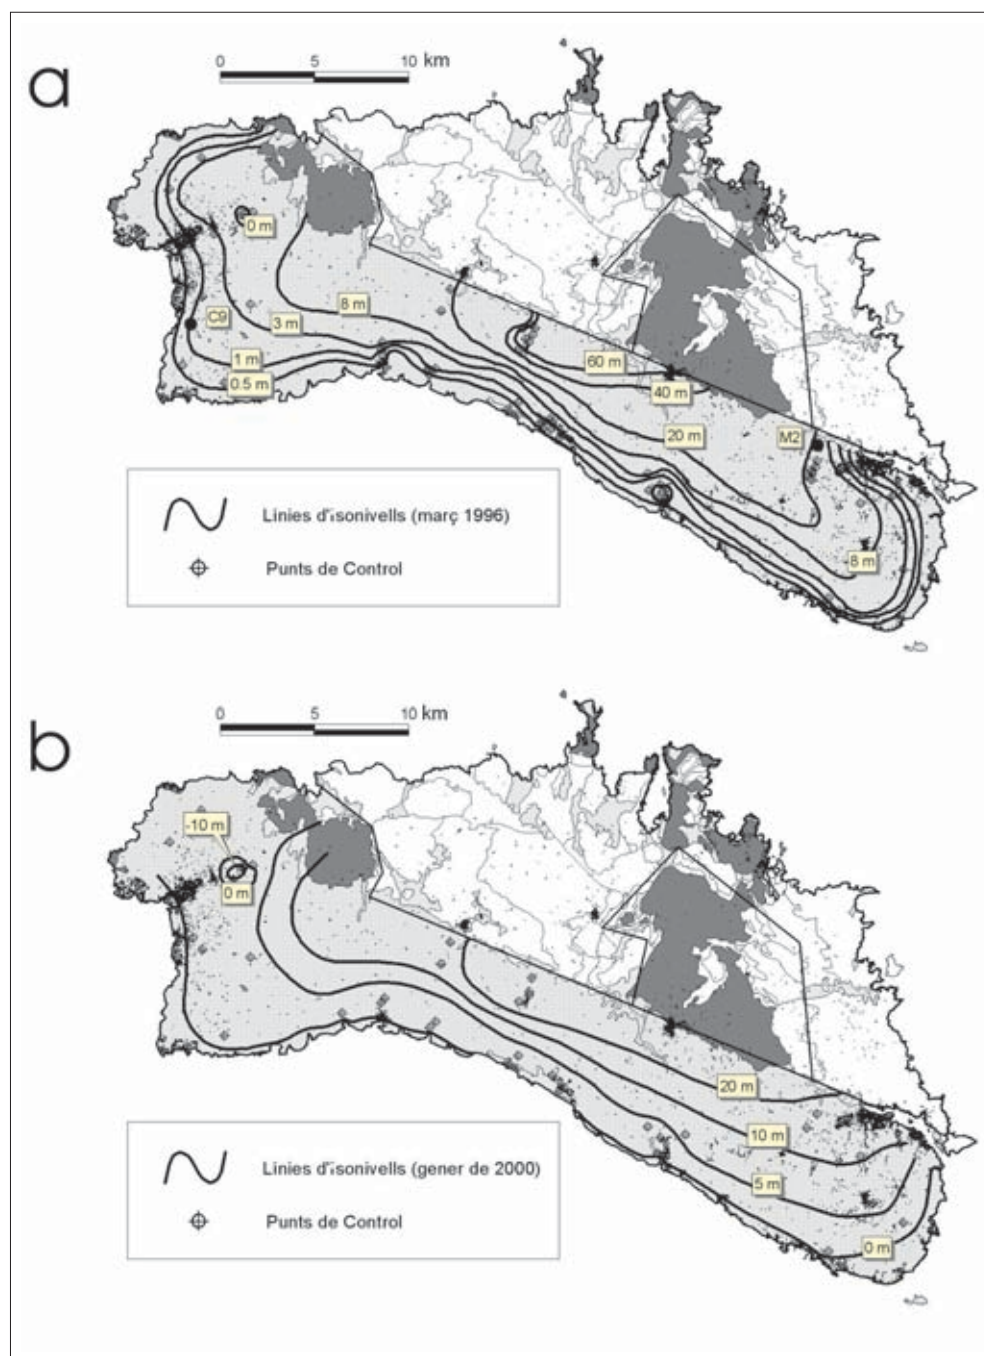 a
0 5 10 km
0 m
8 m
C9
3 m
1 m
0.5 m
60 m
40 m
20 m
M2
8 m
Linies d'isonivells (març 1996)
Punts de Control
b
0 5 10 km
-10 m
0 m
20 m
10 m
5 m
0 m
Linies d'isonivells (gener de 2000)
Punts de Control